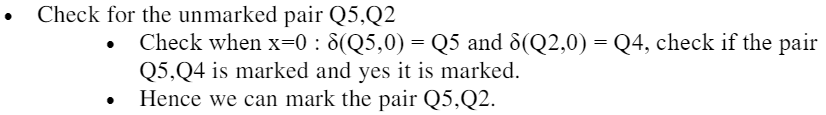 • Check for the unmarked pair Q5,Q2
• Check when x=0 : δ(Q5,0) = Q5 and δ(Q2,0) = Q4, check if the pair
Q5,Q4 is marked and yes it is marked.
• Hence we can mark the pair Q5,Q2.